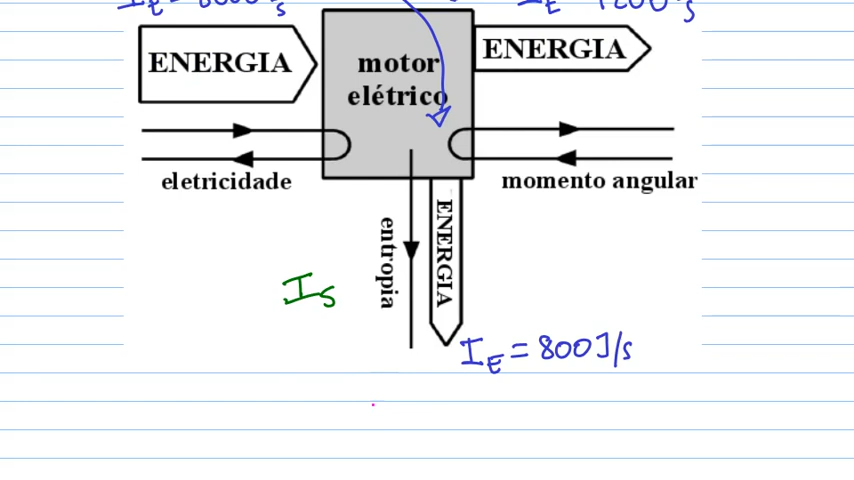 ENERGIA
motor
elétrico
ENERGIA
eletricidade
momento angular
entropia
ENERGIA
I_S
I_E = 800 J/s